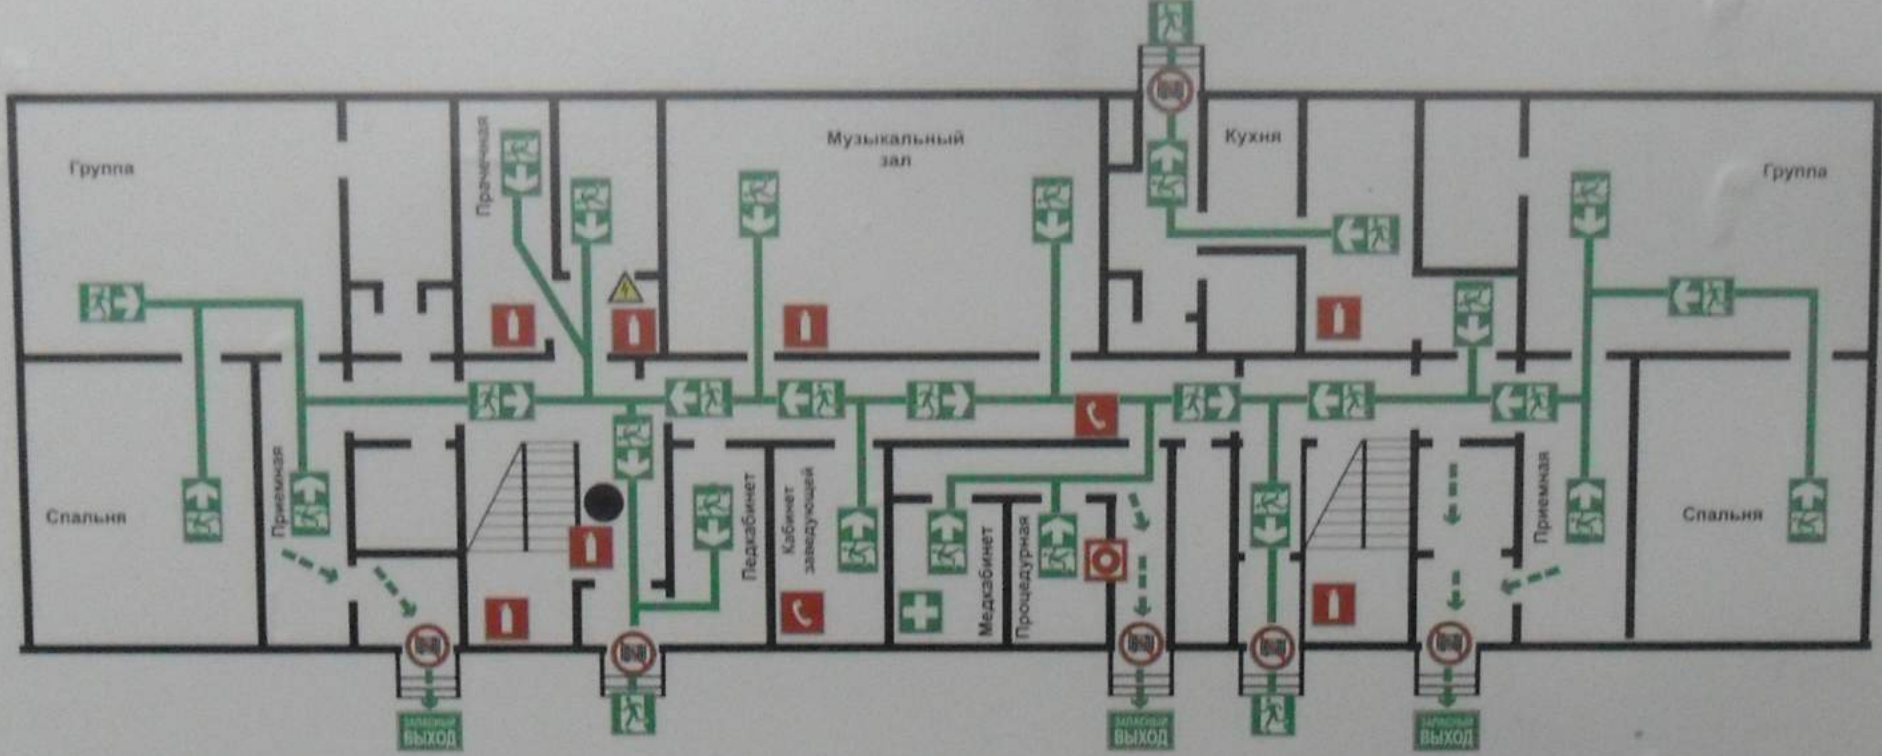 Группа
Прачечная
Музыкальный
зал
Кухня
Группа
Спальня
Приемная
Педкабинет
Кабинет
заведующей
Медкабинет
Процедурная
Приемная
Спальня
ЗАПАСНЫЙ
ВЫХОД
ЗАПАСНЫЙ
ВЫХОД
ЗАПАСНЫЙ
ВЫХОД